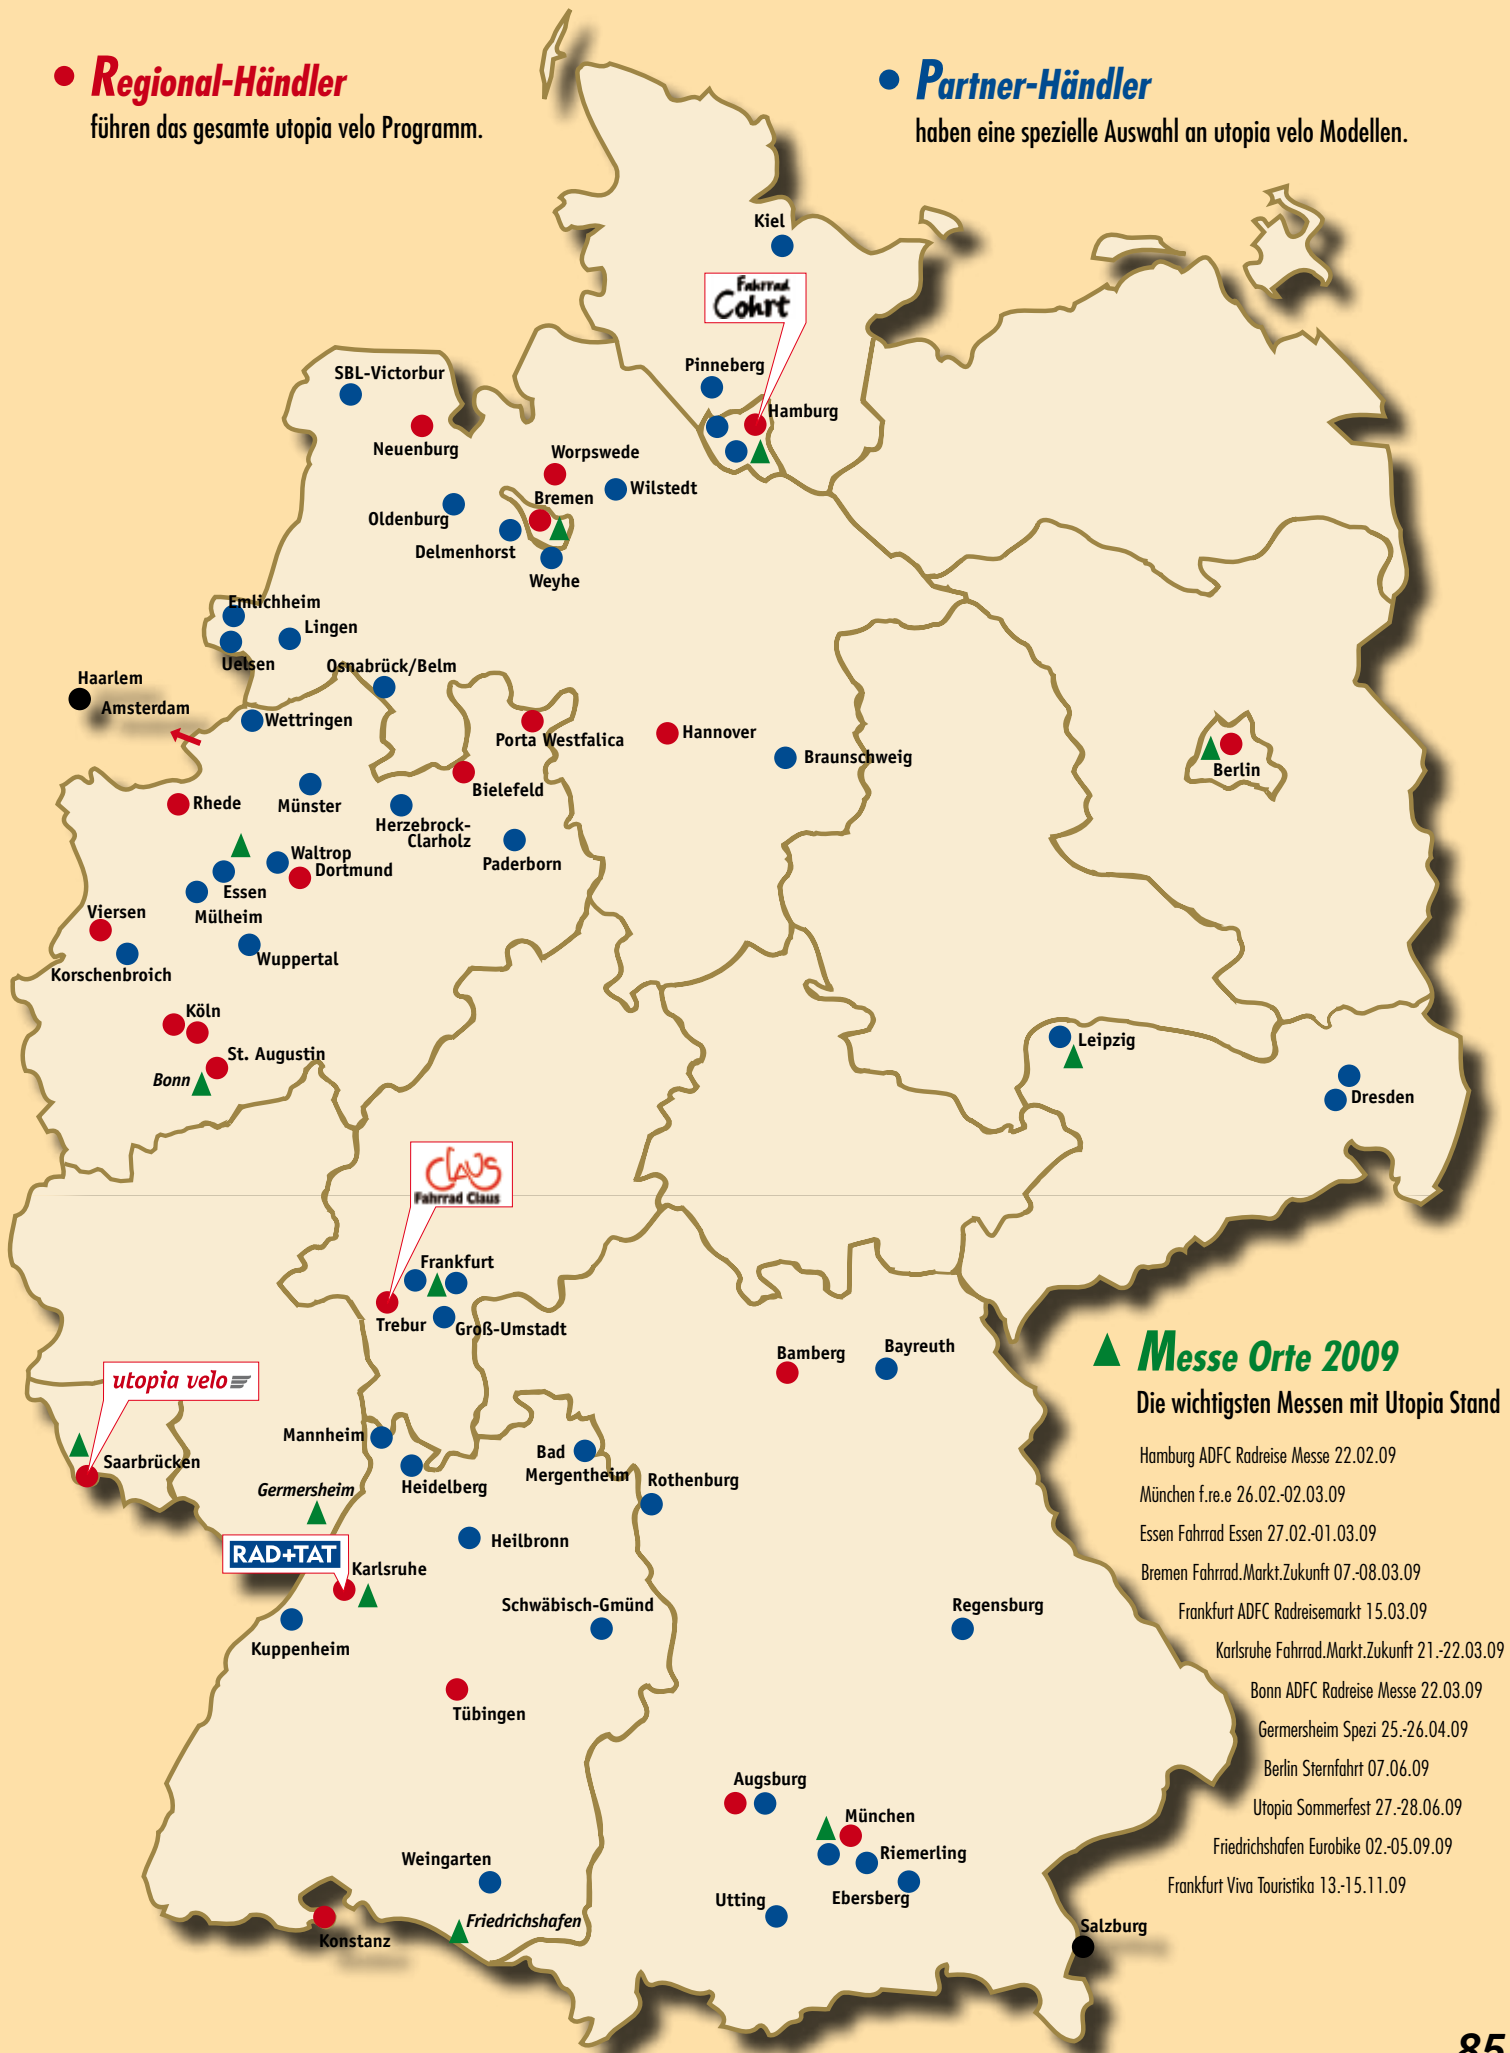 Regional-Händler
führen das gesamte utopia velo Programm.
Partner-Händler
haben eine spezielle Auswahl an utopia velo Modellen.
Kiel
Fahrrad
Cohrt
Pinneberg
Hamburg
SBL-Victorbur
Neuenburg
Worpswede
Wilstedt
Bremen
Oldenburg
Delmenhorst
Weyhe
Emlichheim
Lingen
Uelsen
Osnabrück/Belm
Haarlem
Amsterdam
Wettringen
Porta Westfalica
Hannover
Braunschweig
Berlin
Bielefeld
Rhede
Münster
Herzebrock-
Clarholz
Paderborn
Waltrop
Dortmund
Essen
Mülheim
Viersen
Wuppertal
Korschenbroich
Köln
St. Augustin
Bonn
Leipzig
Dresden
CLAUS
Fahrrad Claus
Frankfurt
Trebur
Groß-Umstadt
Bamberg
Bayreuth
Messe Orte 2009
Die wichtigsten Messen mit Utopia Stand
utopia velo
Saarbrücken
Mannheim
Heidelberg
Bad
Mergentheim
Rothenburg
Germersheim
Heilbronn
RAD+TAT
Karlsruhe
Kuppenheim
Schwäbisch-Gmünd
Regensburg
Tübingen
Hamburg ADFC Radreise Messe 22.02.09
München f.re.e 26.02.-02.03.09
Essen Fahrrad Essen 27.02.-01.03.09
Bremen Fahrrad.Markt.Zukunft 07.-08.03.09
Frankfurt ADFC Radreisemarkt 15.03.09
Karlsruhe Fahrrad.Markt.Zukunft 21.-22.03.09
Bonn ADFC Radreise Messe 22.03.09
Germersheim Spezi 25.-26.04.09
Berlin Sternfahrt 07.06.09
Utopia Sommerfest 27.-28.06.09
Friedrichshafen Eurobike 02.-05.09.09
Frankfurt Viva Touristika 13.-15.11.09
Augsburg
München
Riemerling
Ebersberg
Utting
Weingarten
Friedrichshafen
Konstanz
Salzburg
85